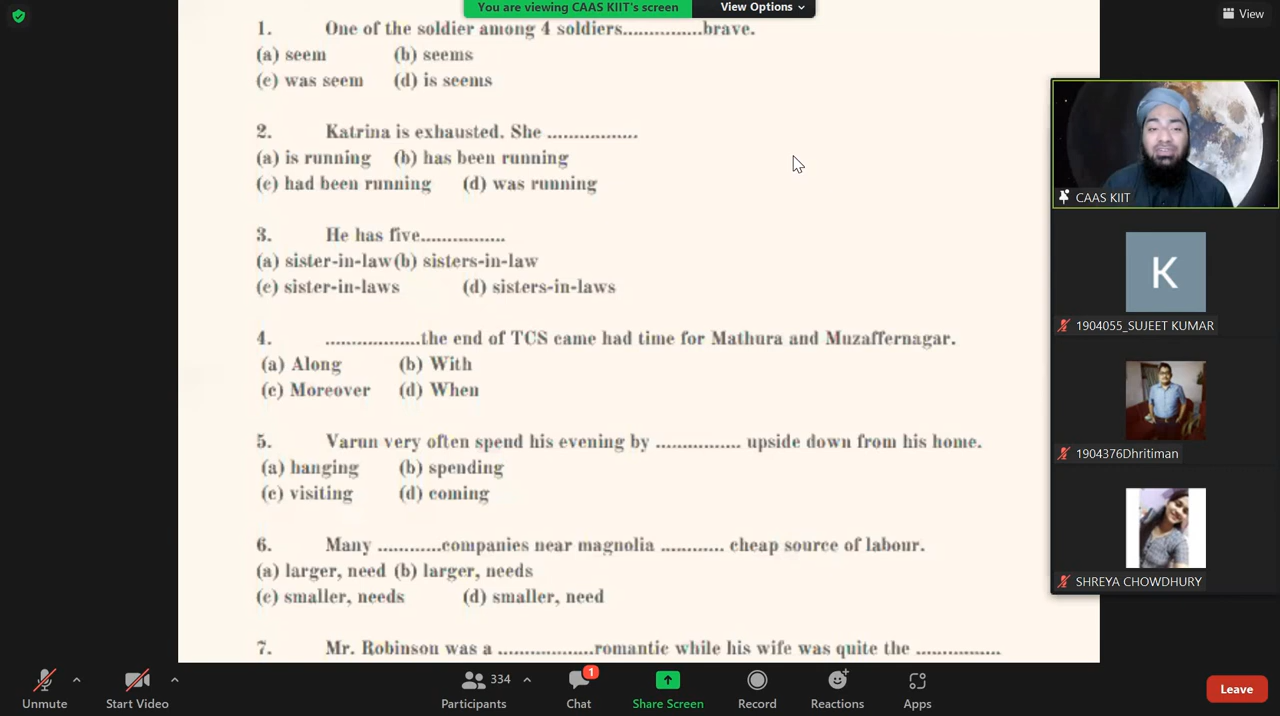 You are viewing CAAS KIIT's screen
View Options
View
1. One of the soldier among 4 soldiers...............brave.
(a) seem (b) seems
(c) was seem (d) is seems
2. Katrina is exhausted. She .................
(a) is running (b) has been running
(c) had been running (d) was running
3. He has five................
(a) sister-in-law (b) sisters-in-law
(c) sister-in-laws (d) sisters-in-laws
4. ..................the end of TCS came had time for Mathura and Muzaffernagar.
(a) Along (b) With
(c) Moreover (d) When
5. Varun very often spend his evening by ................ upside down from his home.
(a) hanging (b) spending
(c) visiting (d) coming
6. Many ............companies near magnolia ............ cheap source of labour.
(a) larger, need (b) larger, needs
(c) smaller, needs (d) smaller, need
7. Mr. Robinson was a ..................romantic while his wife was quite the ................
CAAS KIIT
K
1904055_SUJEET KUMAR
1904376Dhritiman
SHREYA CHOWDHURY
Unmute
Start Video
334
Participants
1
Chat
Share Screen
Record
Reactions
Apps
Leave